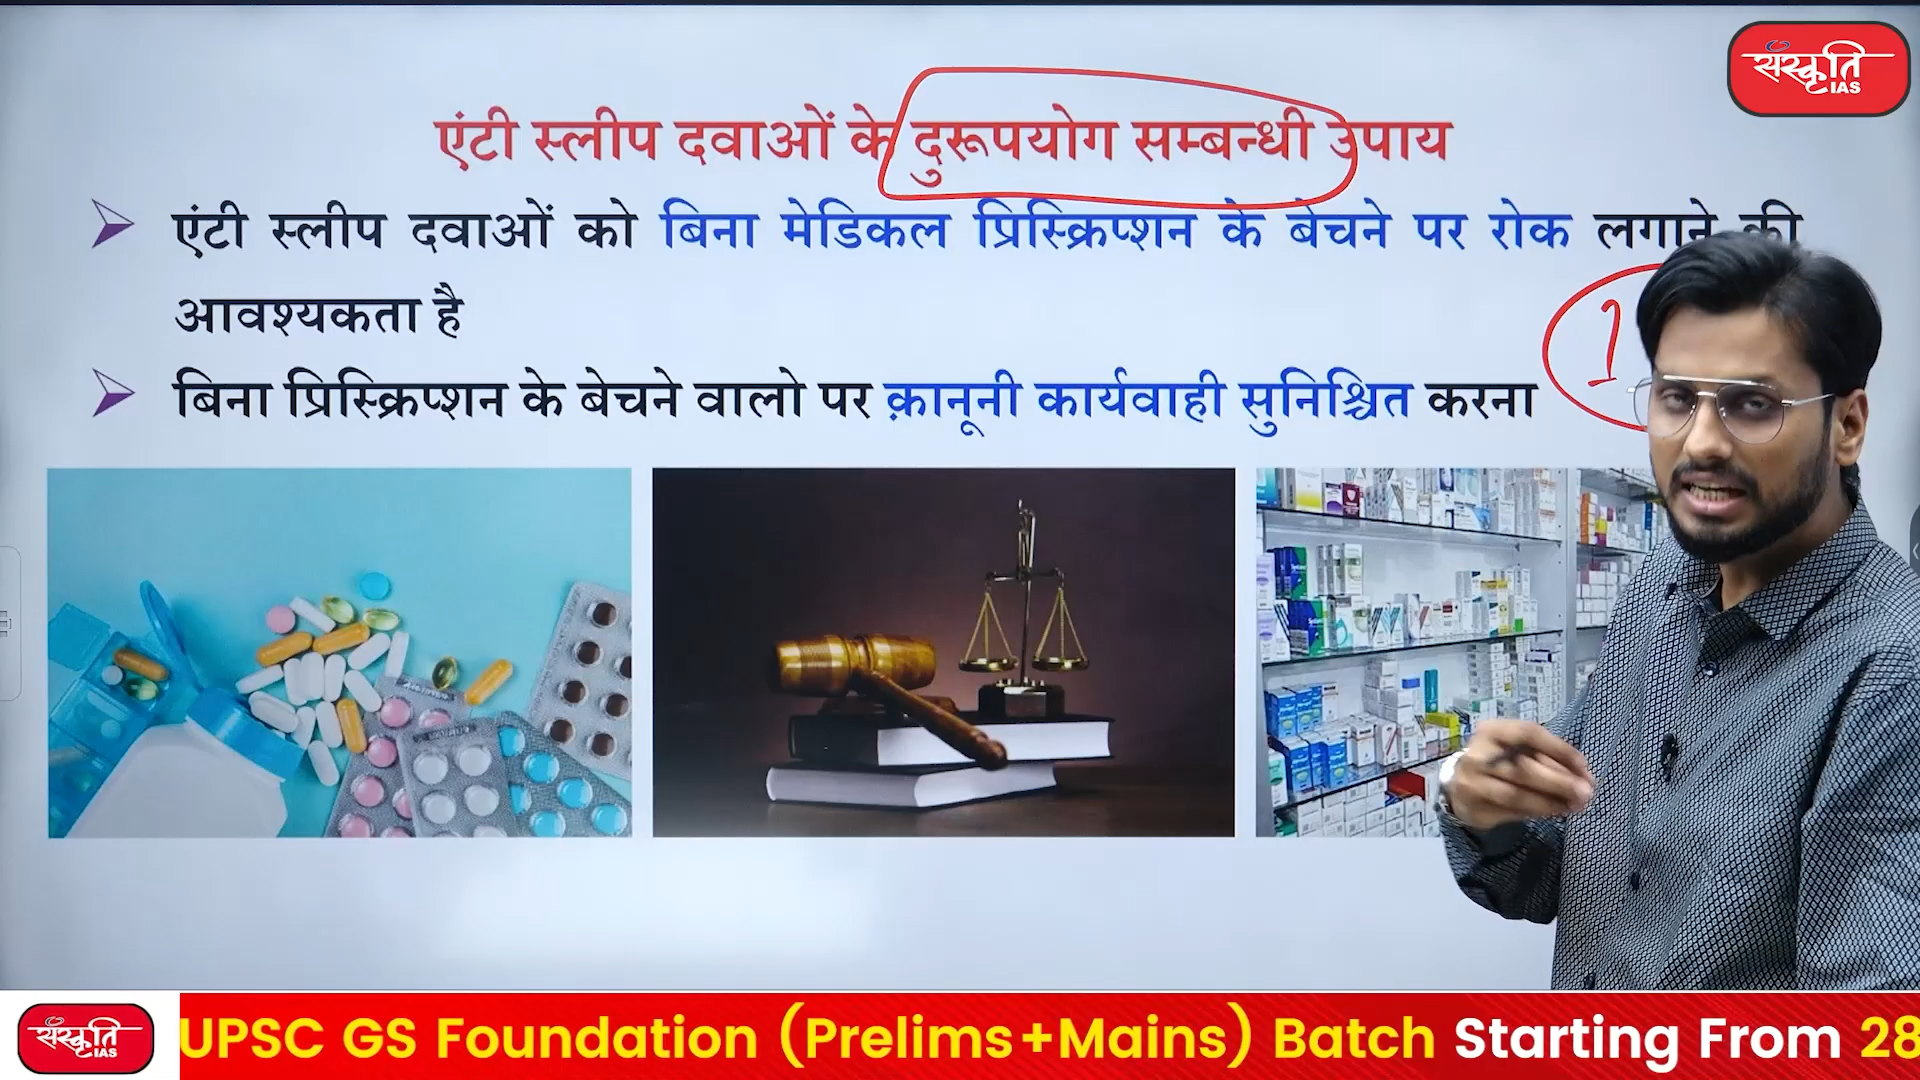 संस्कृति
IAS
एंटी स्लीप दवाओं के दुरूपयोग सम्बन्धी उपाय
एंटी स्लीप दवाओं को बिना मेडिकल प्रिस्क्रिप्शन के बेचने पर रोक लगाने की
आवश्यकता है
1
बिना प्रिस्क्रिप्शन के बेचने वालो पर क़ानूनी कार्यवाही सुनिश्चित करना
संस्कृति
IAS
UPSC GS Foundation (Prelims+Mains) Batch Starting From 28